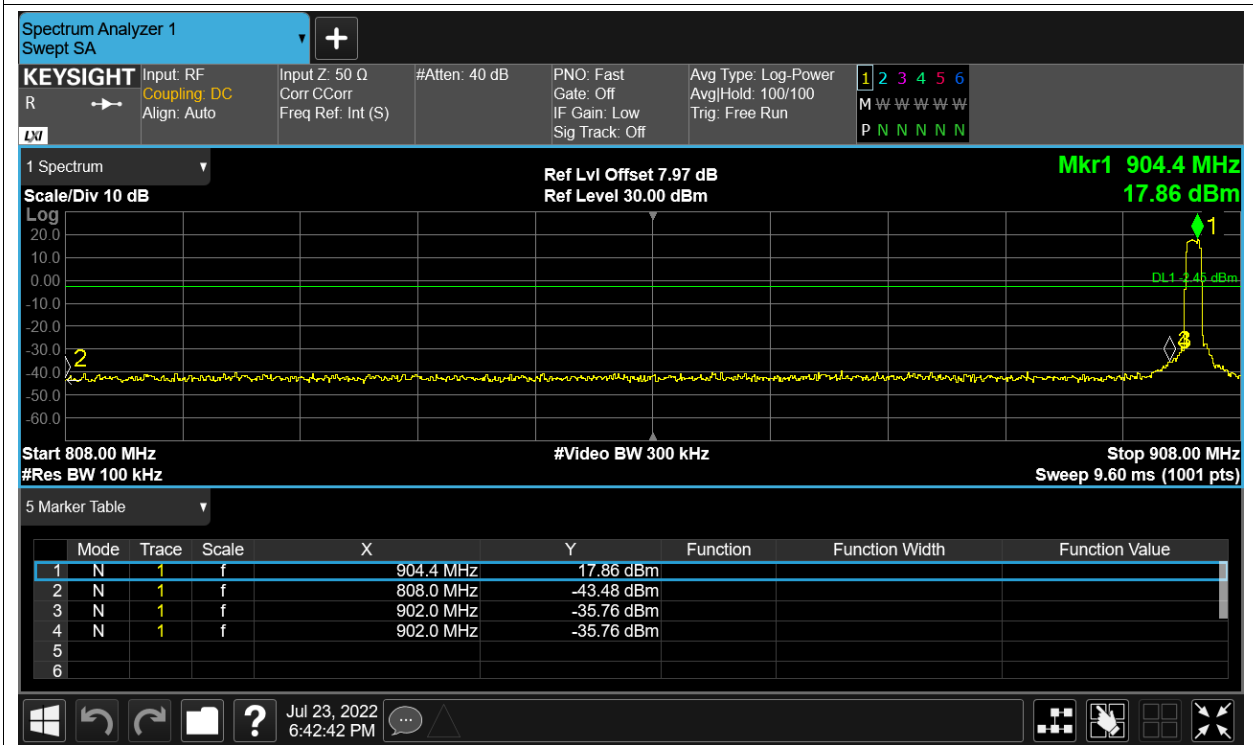 Spectrum Analyzer 1
Swept SA
+
KEYSIGHT Input: RF Input Z: 50 Ω #Atten: 40 dB PNO: Fast Avg Type: Log-Power 1 2 3 4 5 6
R Coupling: DC Corr CCorr Gate: Off Avg|Hold: 100/100 M W W W W W
Align: Auto Freq Ref: Int (S) IF Gain: Low Trig: Free Run
LXI Sig Track: Off P N N N N N
1 Spectrum Ref Lvl Offset 7.97 dB Mkr1 904.4 MHz
Scale/Div 10 dB Ref Level 30.00 dBm 17.86 dBm
Log
1
20.0
10.0
0.00 DL1 -2.45 dBm
-10.0
-20.0
-30.0
2
-40.0
-50.0
-60.0
Start 808.00 MHz #Video BW 300 kHz Stop 908.00 MHz
#Res BW 100 kHz Sweep 9.60 ms (1001 pts)
5 Marker Table
Mode Trace Scale X Y Function Function Width Function Value
1 N 1 f 904.4 MHz 17.86 dBm
2 N 1 f 808.0 MHz -43.48 dBm
3 N 1 f 902.0 MHz -35.76 dBm
4 N 1 f 902.0 MHz -35.76 dBm
5
6
? Jul 23, 2022
6:42:42 PM